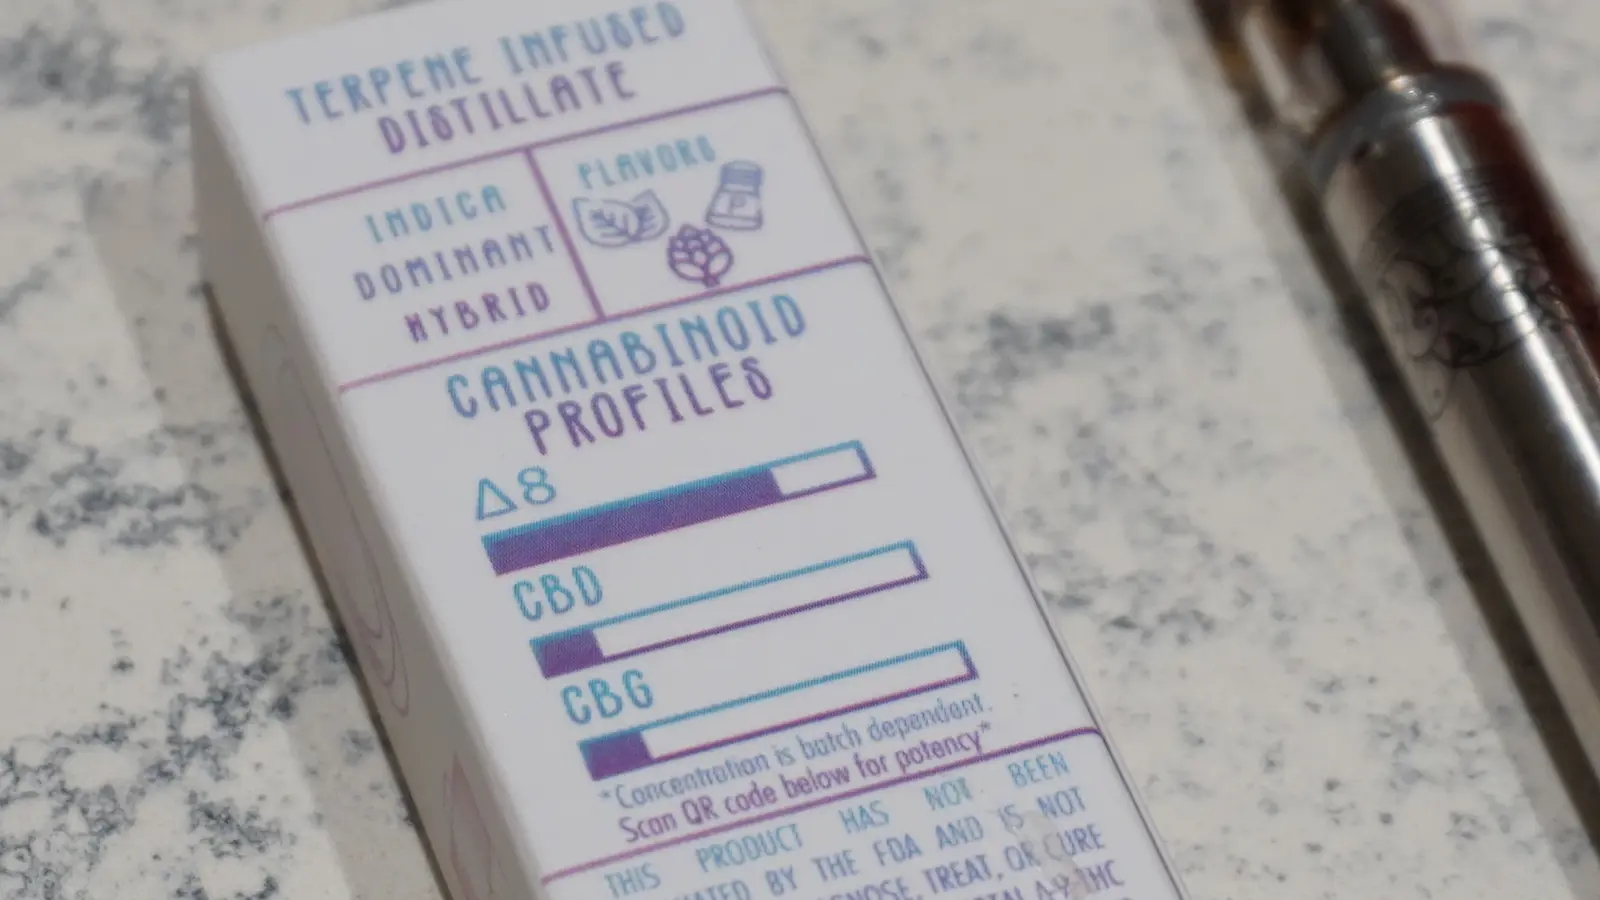 TERPENE INFUSED
DISTILLATE
INDICA
DOMINANT
HYBRID
FLAVORS
P
CANNABINOID
PROFILES
Δ8
CBD
CBG
*Concentration is batch dependent.
Scan QR code below for potency*
THIS PRODUCT HAS NOT BEEN
BY THE FDA AND IS NOT
TREAT, OR CURE
THC